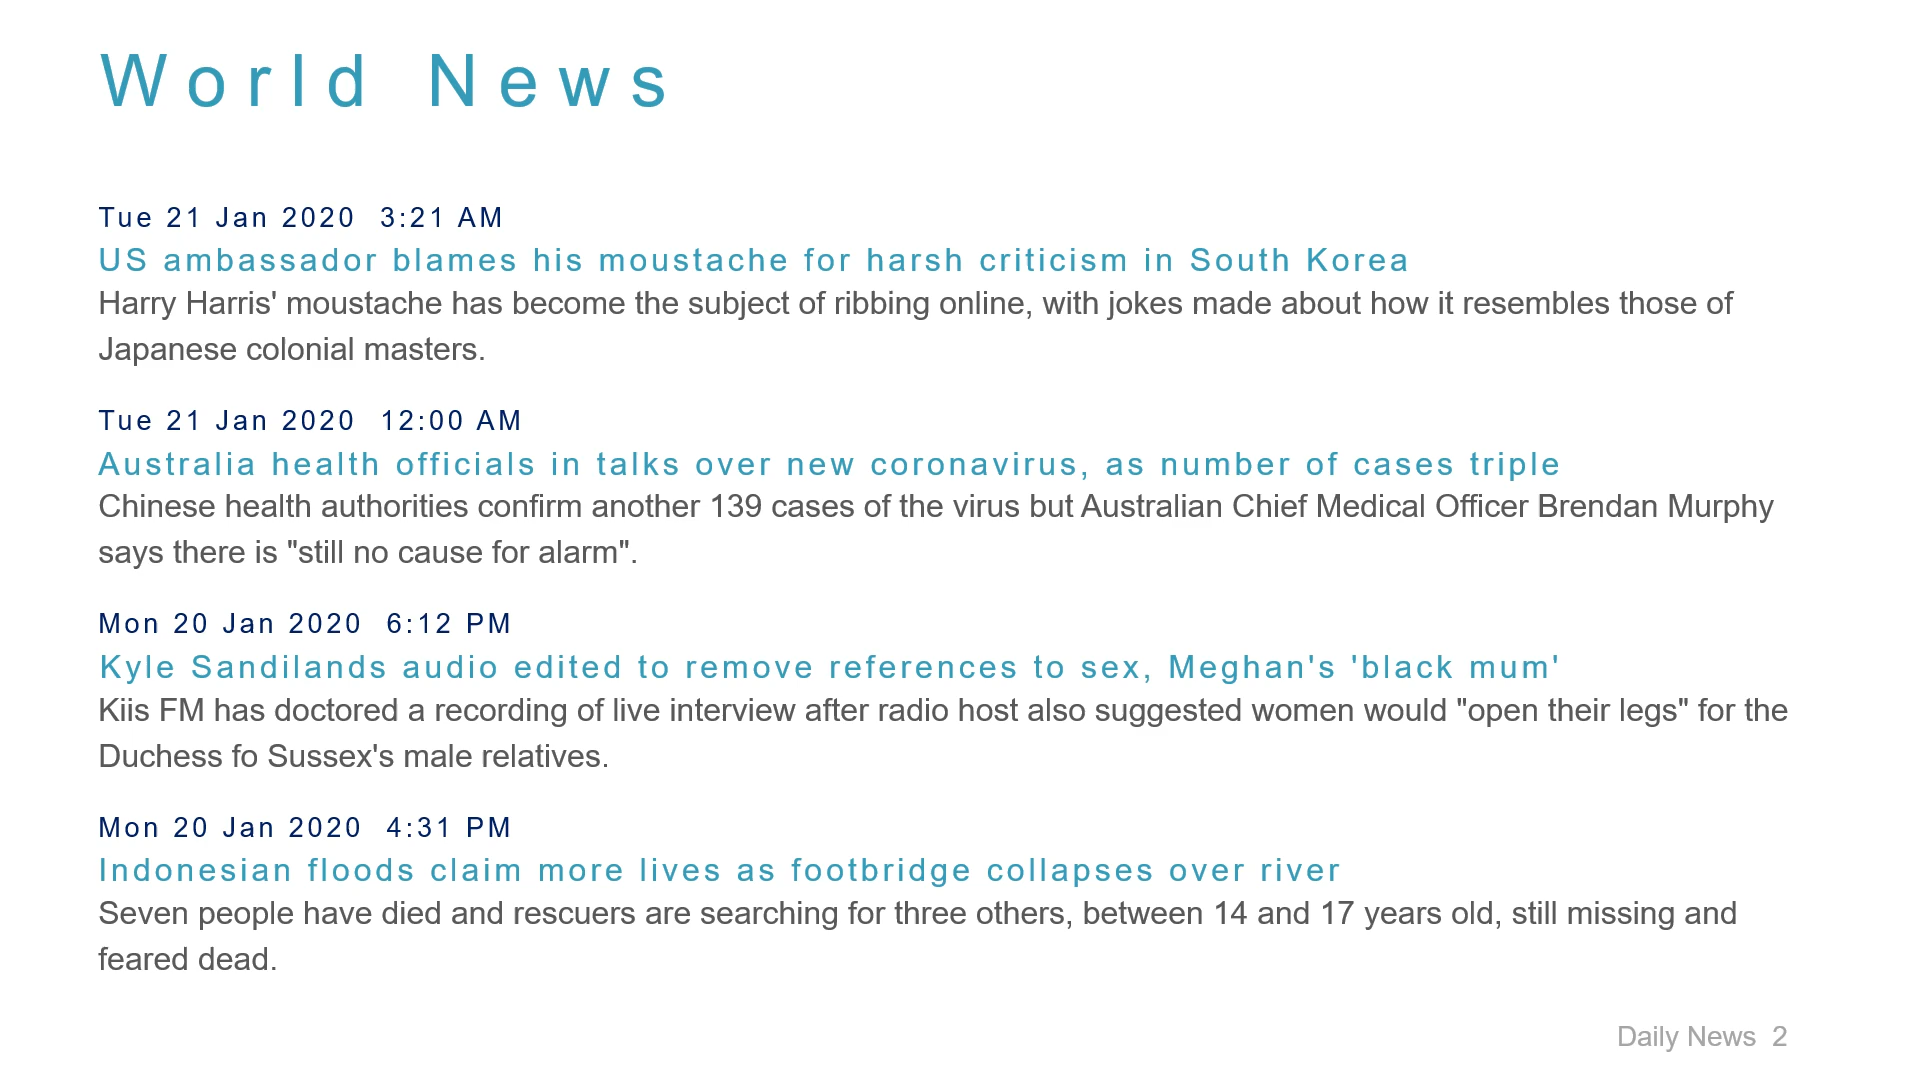 World News
Tue 21 Jan 2020 3:21 AM
US ambassador blames his moustache for harsh criticism in South Korea
Harry Harris' moustache has become the subject of ribbing online, with jokes made about how it resembles those of
Japanese colonial masters.
Tue 21 Jan 2020 12:00 AM
Australia health officials in talks over new coronavirus, as number of cases triple
Chinese health authorities confirm another 139 cases of the virus but Australian Chief Medical Officer Brendan Murphy
says there is "still no cause for alarm".
Mon 20 Jan 2020 6:12 PM
Kyle Sandilands audio edited to remove references to sex, Meghan's 'black mum'
Kiis FM has doctored a recording of live interview after radio host also suggested women would "open their legs" for the
Duchess fo Sussex's male relatives.
Mon 20 Jan 2020 4:31 PM
Indonesian floods claim more lives as footbridge collapses over river
Seven people have died and rescuers are searching for three others, between 14 and 17 years old, still missing and
feared dead.
Daily News 2